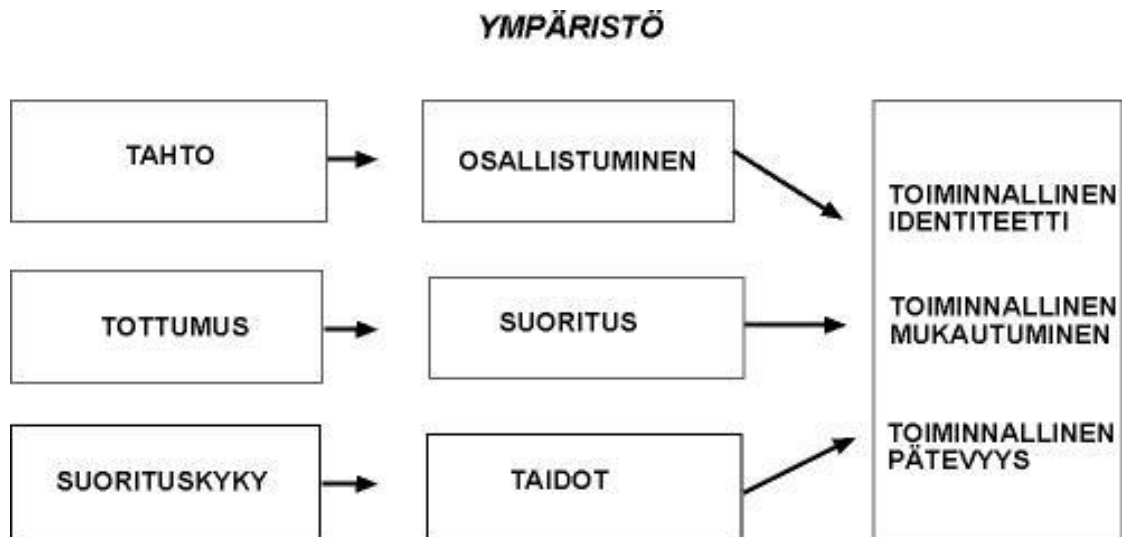 YMPÄRISTÖ
TAHTO
OSALLISTUMINEN
TOIMINNALLINEN
IDENTITEETTI
TOTTUMUS
SUORITUS
TOIMINNALLINEN
MUKAUTUMINEN
SUORITUSKYKY
TAIDOT
TOIMINNALLINEN
PÄTEVYYS